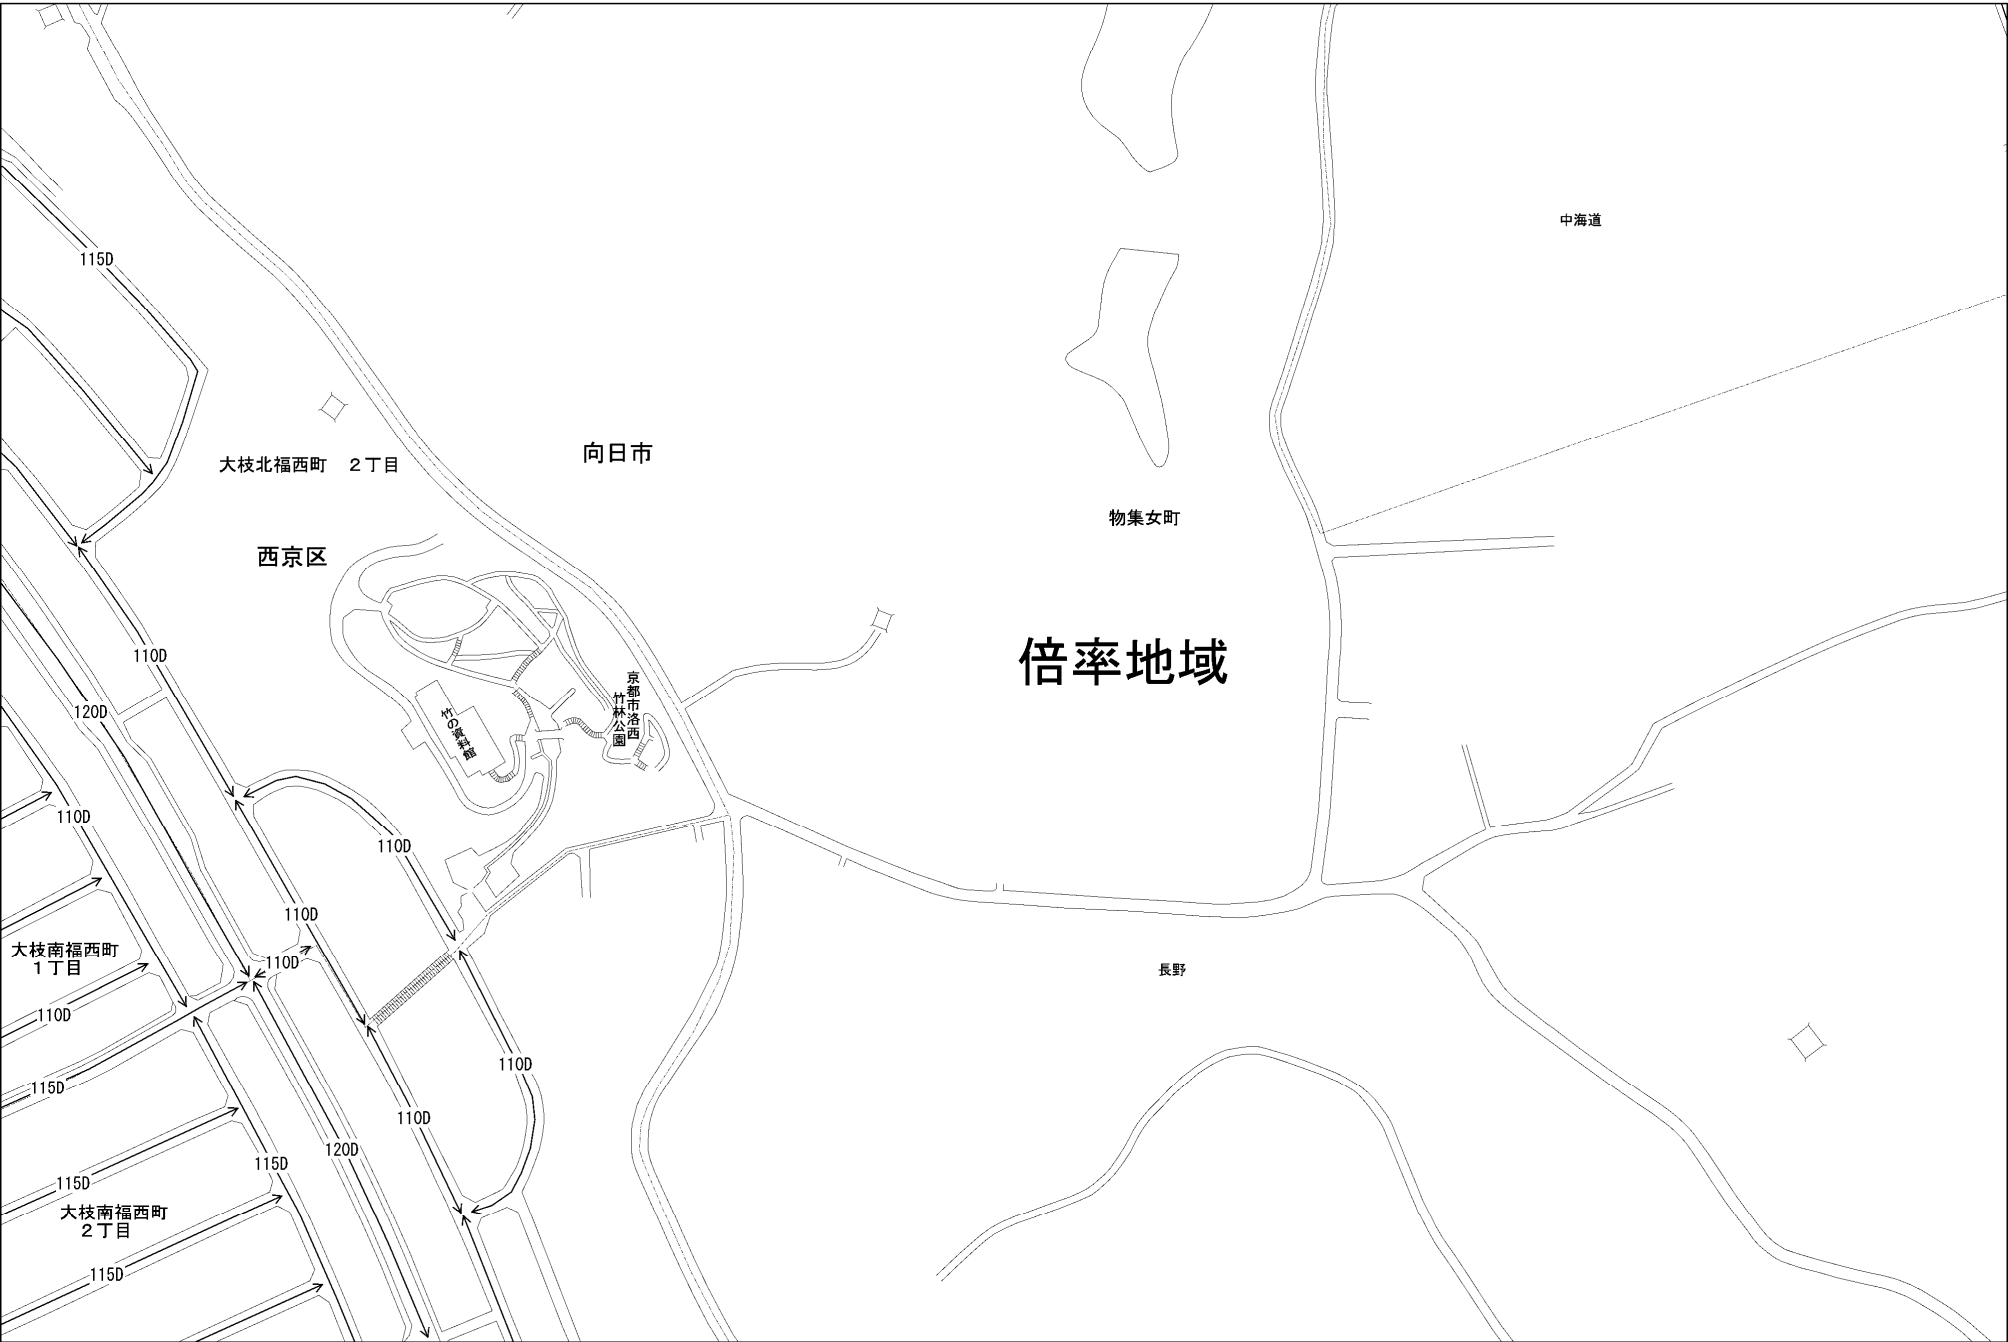 中海道
115D
向日市
大枝北福西町　２丁目
物集女町
西京区
倍率地域
110D
京都市洛西
竹林公園
120D
竹の資料館
110D
110D
110D
大枝南福西町
１丁目
110D
長野
110D
110D
115D
110D
120D
115D
115D
大枝南福西町
２丁目
115D